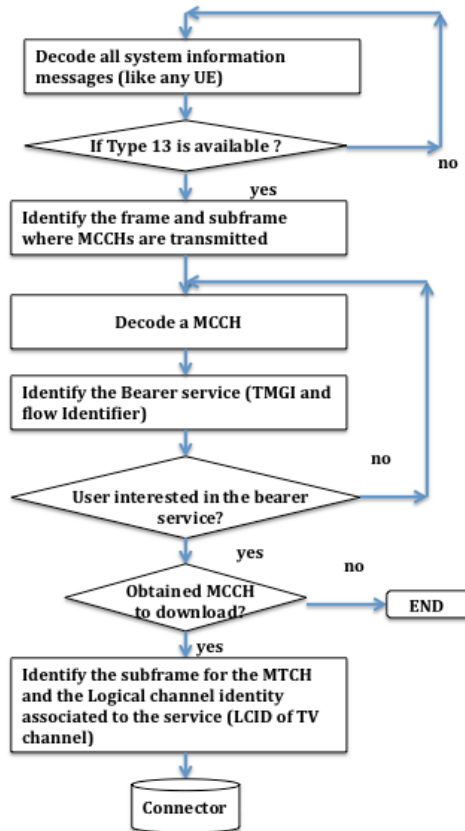 Decode all system information
messages (like any UE)
If Type 13 is available ?
no
yes
Identify the frame and subframe
where MCCHs are transmitted
Decode a MCCH
Identify the Bearer service (TMGI and
flow Identifier)
no
User interested in the bearer
service?
yes
no
Obtained MCCH
to download?
END
yes
Identify the subframe for the MTCH
and the Logical channel identity
associated to the service (LCID of TV
channel)
Connector